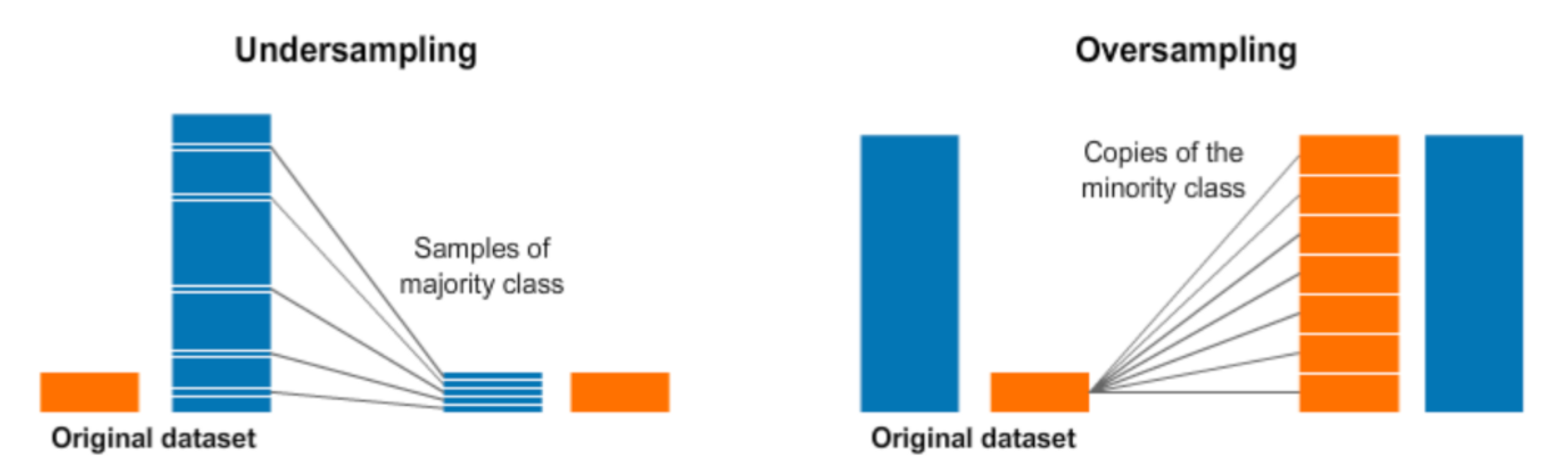 Undersampling
Samples of
majority class
Original dataset
Oversampling
Copies of the
minority class
Original dataset